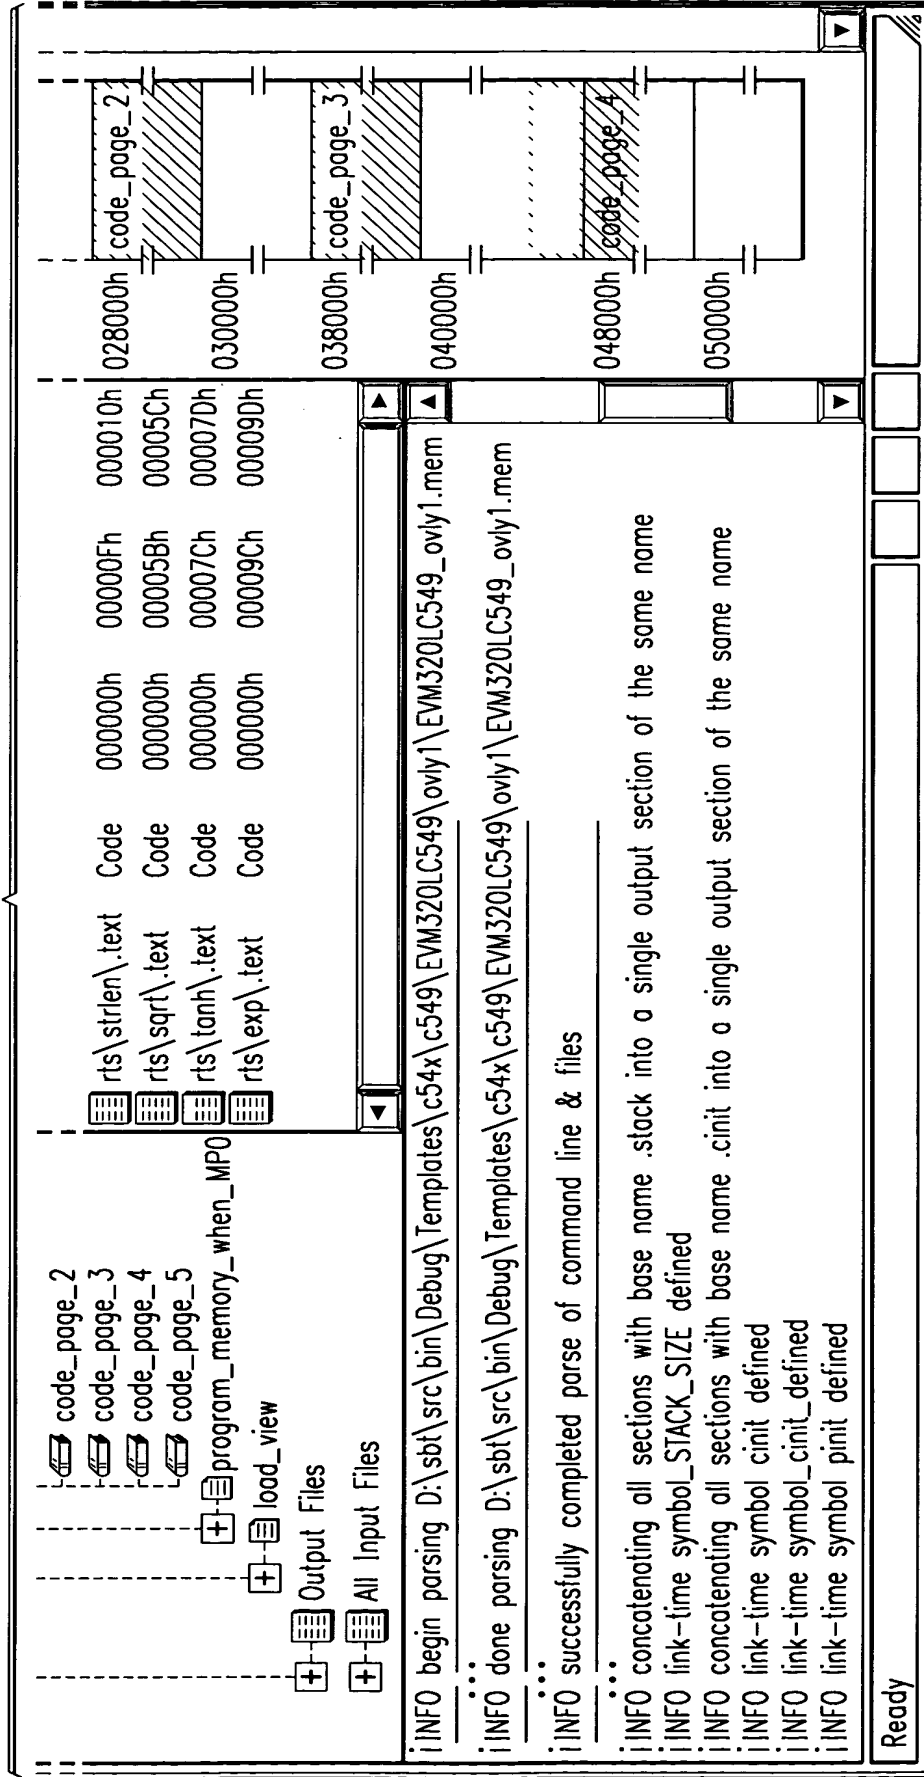 code_page_2
code_page_3
code_page_4
code_page_5
program_memory_when_MP0
load_view
Output Files
All Input Files
rts\strlen\.text Code 000000h 00000Fh 000010h
rts\sqrt\.text Code 000000h 00005Bh 00005Ch
rts\tanh\.text Code 000000h 00007Ch 00007Dh
rts\exp\.text Code 000000h 00009Ch 00009Dh
028000h code_page_2
030000h
038000h code_page_3
040000h
048000h code_page_4
050000h
i INFO begin parsing D:\sbt\src\bin\Debug\Templates\c54x\c549\EVM320LC549\ovly1\EVM320LC549_ovly1.mem
i INFO done parsing D:\sbt\src\bin\Debug\Templates\c54x\c549\EVM320LC549\ovly1\EVM320LC549_ovly1.mem
i INFO successfully completed parse of command line & files
i INFO concatenating all sections with base name .stack into a single output section of the same name
i INFO link-time symbol_STACK_SIZE defined
i INFO concatenating all sections with base name .cinit into a single output section of the same name
i INFO link-time symbol cinit defined
i INFO link-time symbol_cinit_defined
i INFO link-time symbol pinit defined
Ready